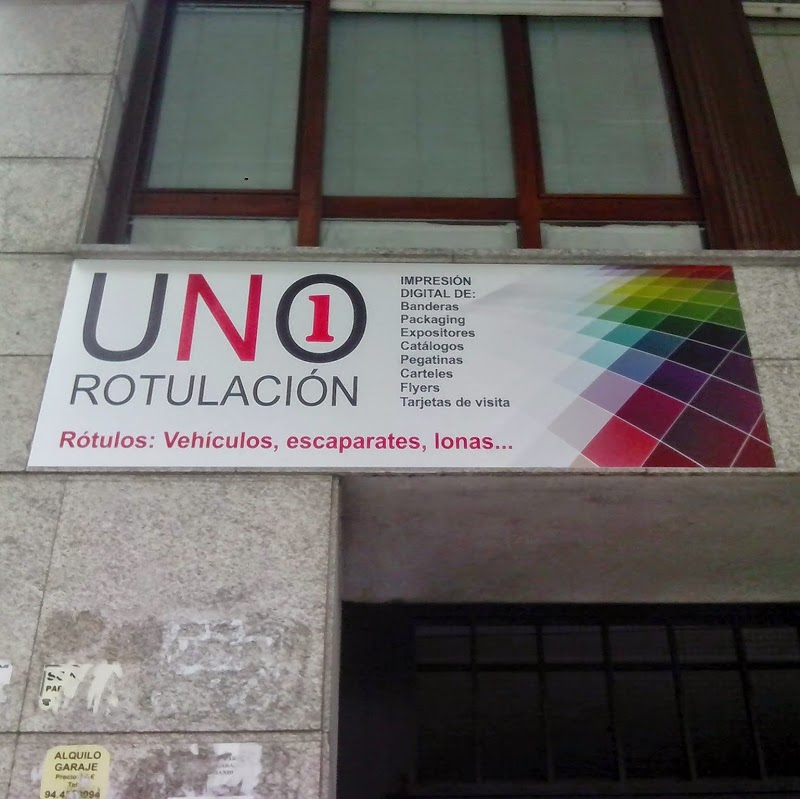 UNO
1
ROTULACIÓN
IMPRESIÓN
DIGITAL DE:
Banderas
Packaging
Expositores
Catálogos
Pegatinas
Carteles
Flyers
Tarjetas de visita
Rótulos: Vehículos, escaparates, lonas...
ALQUILO
GARAJE
Precio